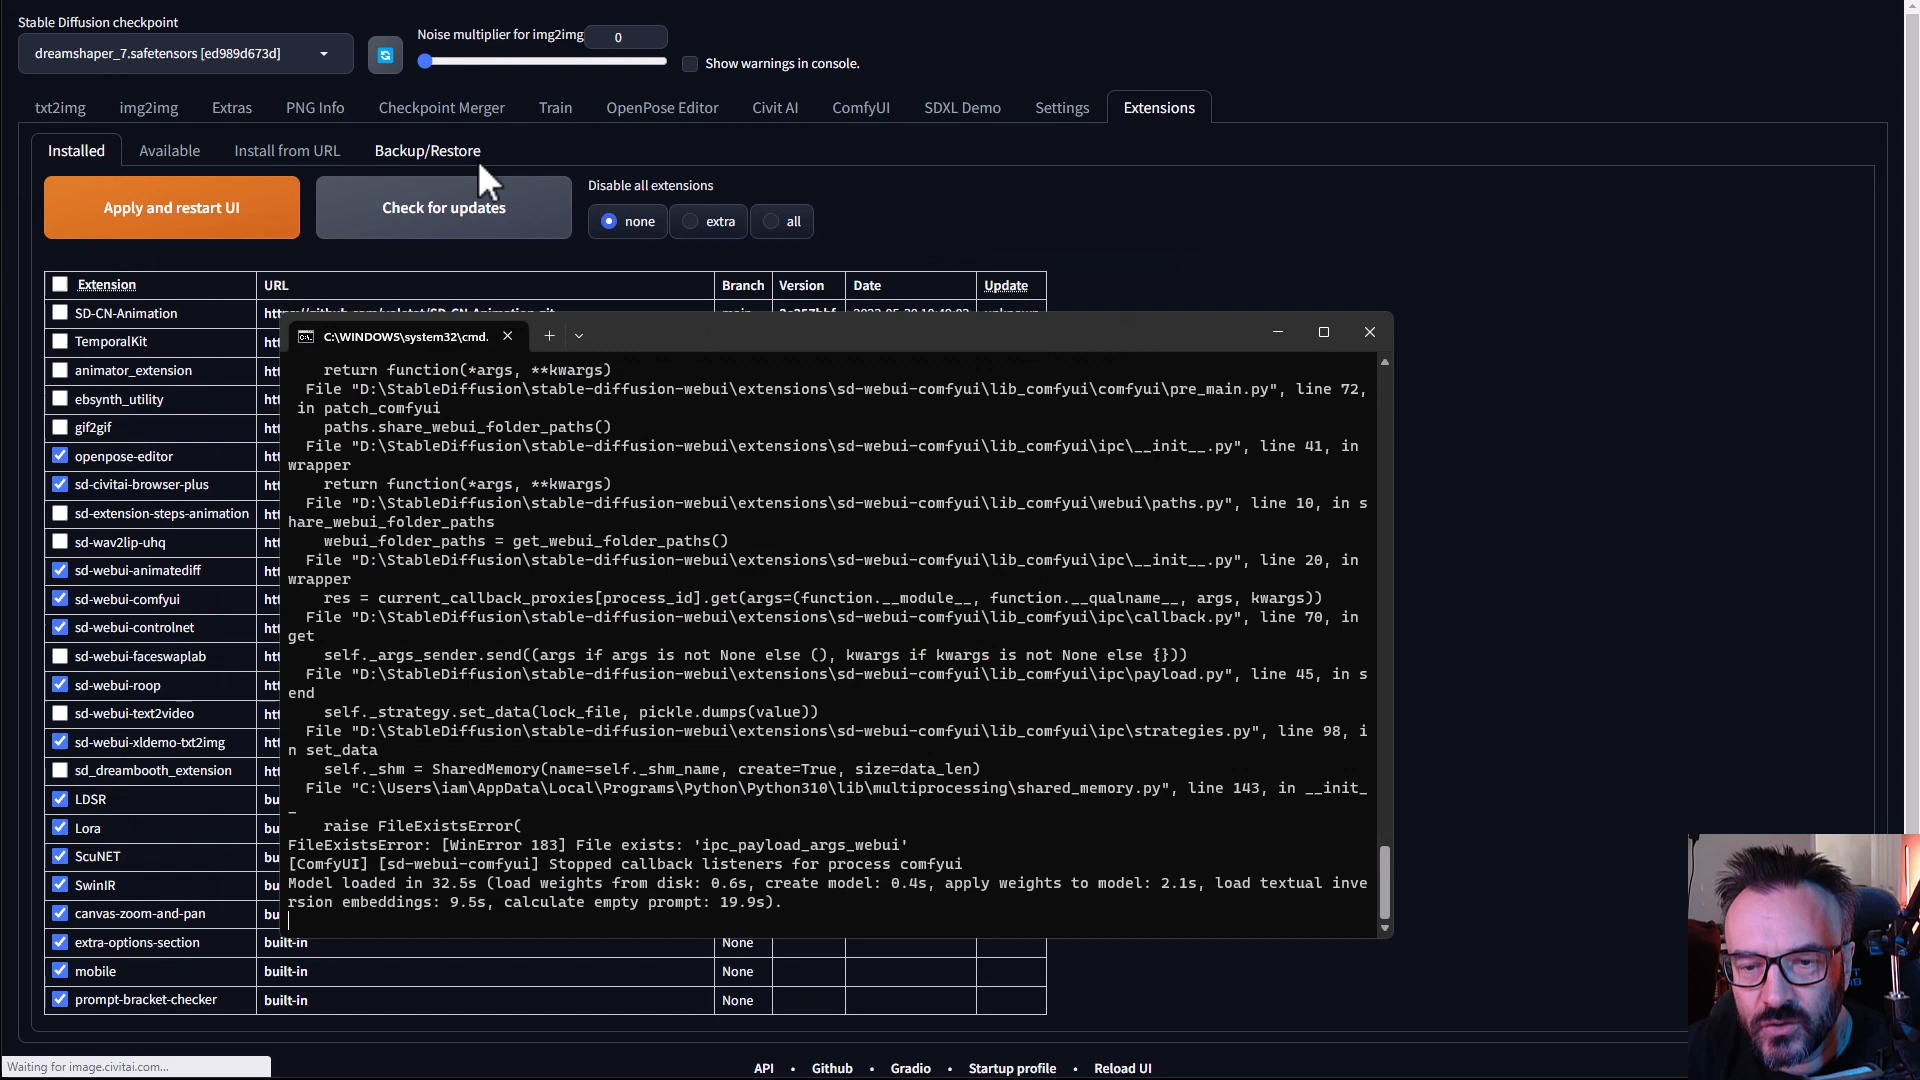 Stable Diffusion checkpoint
dreamshaper_7.safetensors [ed989d673d]
Noise multiplier for img2img
0
Show warnings in console.
txt2img
img2img
Extras
PNG Info
Checkpoint Merger
Train
OpenPose Editor
Civit AI
ComfyUI
SDXL Demo
Settings
Extensions
Installed
Available
Install from URL
Backup/Restore
Apply and restart UI
Check for updates
Disable all extensions
none
extra
all
Extension URL Branch Version Date Update
SD-CN-Animation
TemporalKit
animator_extension
ebsynth_utility
gif2gif
openpose-editor
sd-civitai-browser-plus
sd-extension-steps-animation
sd-wav2lip-uhq
sd-webui-animatediff
sd-webui-comfyui
sd-webui-controlnet
sd-webui-faceswaplab
sd-webui-roop
sd-webui-text2video
sd-webui-xldemo-txt2img
sd_dreambooth_extension
LDSR
Lora
ScuNET
SwinIR
canvas-zoom-and-pan
extra-options-section built-in None
mobile built-in
prompt-bracket-checker built-in None
C:\WINDOWS\system32\cmd.
return function(*args, **kwargs)
File "D:\StableDiffusion\stable-diffusion-webui\extensions\sd-webui-comfyui\lib_comfyui\comfyui\pre_main.py", line 72,
in patch_comfyui
paths.share_webui_folder_paths()
File "D:\StableDiffusion\stable-diffusion-webui\extensions\sd-webui-comfyui\lib_comfyui\ipc\__init__.py", line 41, in
wrapper
return function(*args, **kwargs)
File "D:\StableDiffusion\stable-diffusion-webui\extensions\sd-webui-comfyui\lib_comfyui\webui\paths.py", line 10, in s
hare_webui_folder_paths
webui_folder_paths = get_webui_folder_paths()
File "D:\StableDiffusion\stable-diffusion-webui\extensions\sd-webui-comfyui\lib_comfyui\ipc\__init__.py", line 20, in
wrapper
res = current_callback_proxies[process_id].get(args=(function.__module__, function.__qualname__, args, kwargs))
File "D:\StableDiffusion\stable-diffusion-webui\extensions\sd-webui-comfyui\lib_comfyui\ipc\callback.py", line 70, in
get
self._args_sender.send((args if args is not None else (), kwargs if kwargs is not None else {}))
File "D:\StableDiffusion\stable-diffusion-webui\extensions\sd-webui-comfyui\lib_comfyui\ipc\payload.py", line 45, in s
end
self._strategy.set_data(lock_file, pickle.dumps(value))
File "D:\StableDiffusion\stable-diffusion-webui\extensions\sd-webui-comfyui\lib_comfyui\ipc\strategies.py", line 98, i
n set_data
self._shm = SharedMemory(name=self._shm_name, create=True, size=data_len)
File "C:\Users\iam\AppData\Local\Programs\Python\Python310\lib\multiprocessing\shared_memory.py", line 143, in __init_
_
raise FileExistsError(
FileExistsError: [WinError 183] File exists: 'ipc_payload_args_webui'
[ComfyUI] [sd-webui-comfyui] Stopped callback listeners for process comfyui
Model loaded in 32.5s (load weights from disk: 0.6s, create model: 0.4s, apply weights to model: 2.1s, load textual inve
rsion embeddings: 9.5s, calculate empty prompt: 19.9s).
Waiting for image.civitai.com...
API • Github • Gradio • Startup profile • Reload UI